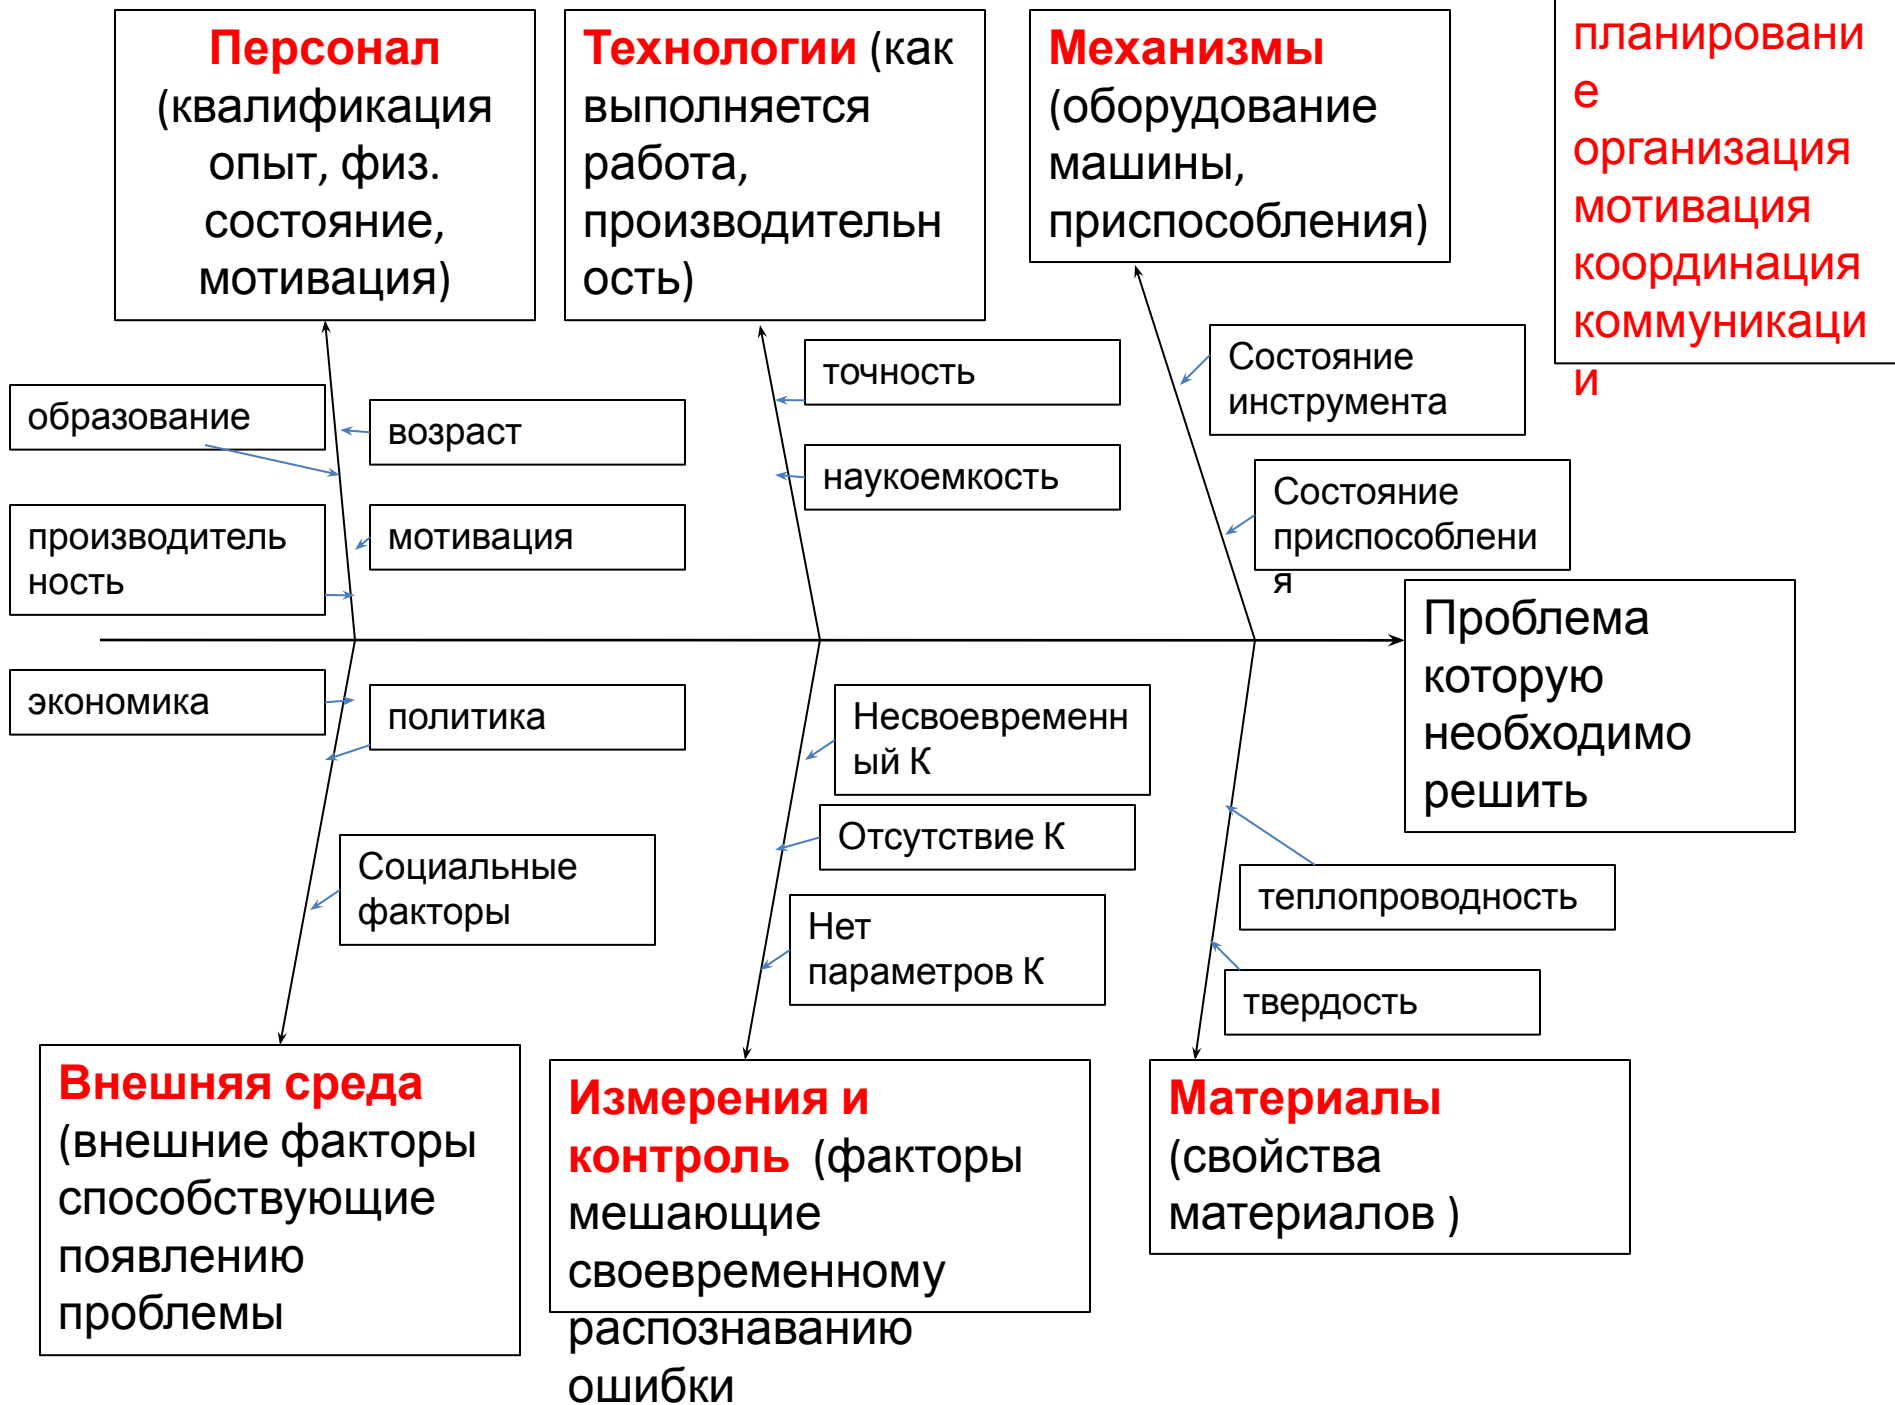 Персонал
(квалификация
опыт, физ.
состояние,
мотивация)
Технологии (как
выполняется
работа,
производительн
ость)
Механизмы
(оборудование
машины,
приспособления)
планировани
е
организация
мотивация
координация
коммуникаци
и
образование
возраст
производитель
ность
мотивация
точность
наукоемкость
Состояние
инструмента
Состояние
приспособлени
я
Проблема
которую
необходимо
решить
экономика
политика
Социальные
факторы
Несвоевременн
ый К
Отсутствие К
Нет
параметров К
теплопроводность
твердость
Внешняя среда
(внешние факторы
способствующие
появлению
проблемы
Измерения и
контроль (факторы
мешающие
своевременному
распознаванию
ошибки
Материалы
(свойства
материалов )